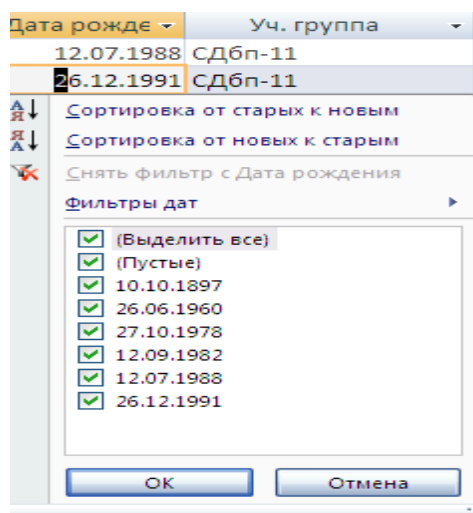 Дата рожде Уч. группа
12.07.1988 СДбп-11
26.12.1991 СДбп-11
Сортировка от старых к новым
Сортировка от новых к старым
Снять фильтр с Дата рождения
Фильтры дат
(Выделить все)
(Пустые)
10.10.1897
26.06.1960
27.10.1978
12.09.1982
12.07.1988
26.12.1991
ОК Отмена